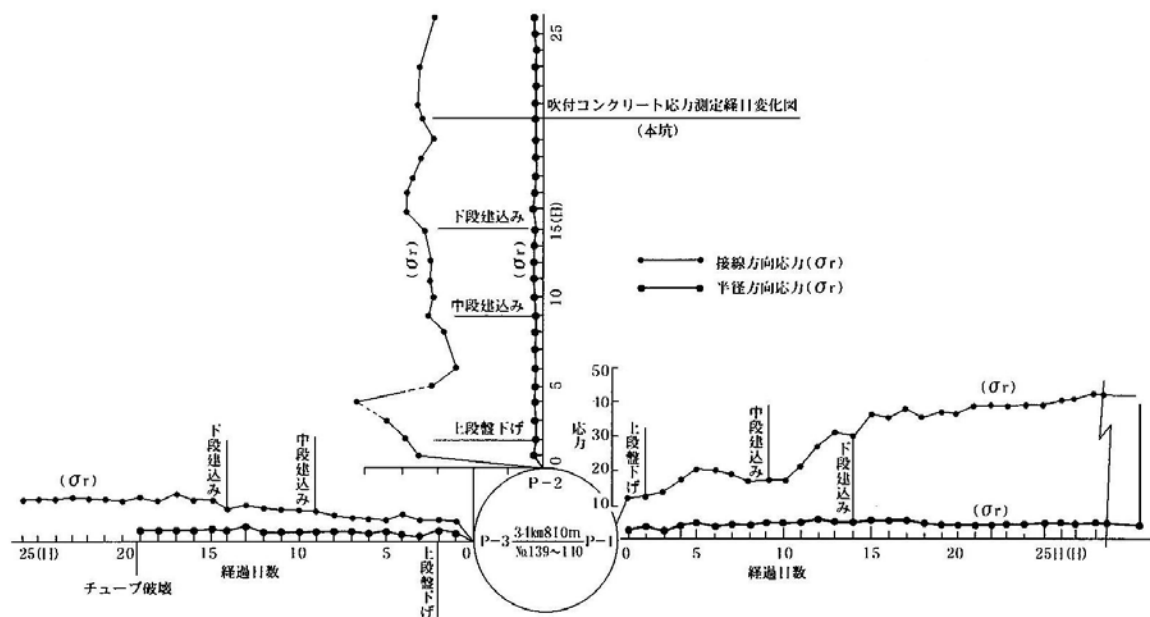 吹付コンクリート応力測定経日変化図
(本坑)
接線方向応力(σr)
半径方向応力(σr)
25
15(日)
10
5
0
下段建込み
中段建込み
上段盤下げ
(σr)
(σr)
P-2
下段建込み
中段建込み
(σr)
25(日)
20
15
10
5
0
経過日数
チューブ破壊
上段盤下げ
P-3
34km810m
P-1
№139~140
応力
50
40
30
20
10
上段盤下げ
中段建込み
下段建込み
(σr)
(σr)
0
5
10
15
20
25日(日)
経過日数